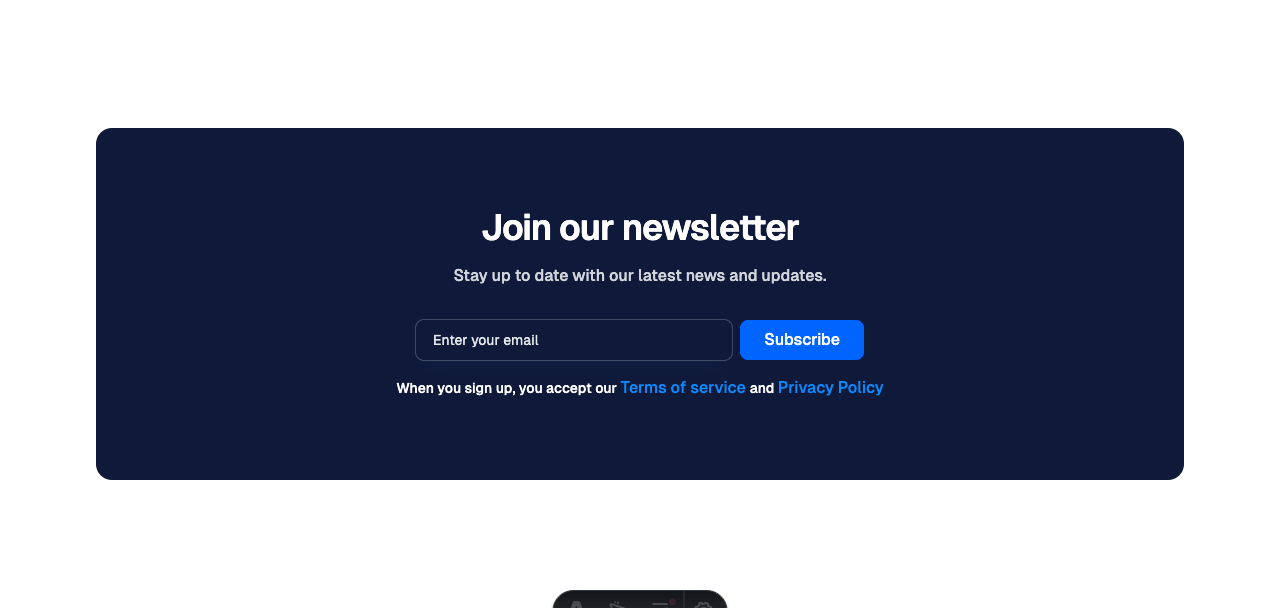 Join our newsletter
Stay up to date with our latest news and updates.
Enter your email
Subscribe
When you sign up, you accept our Terms of service and Privacy Policy